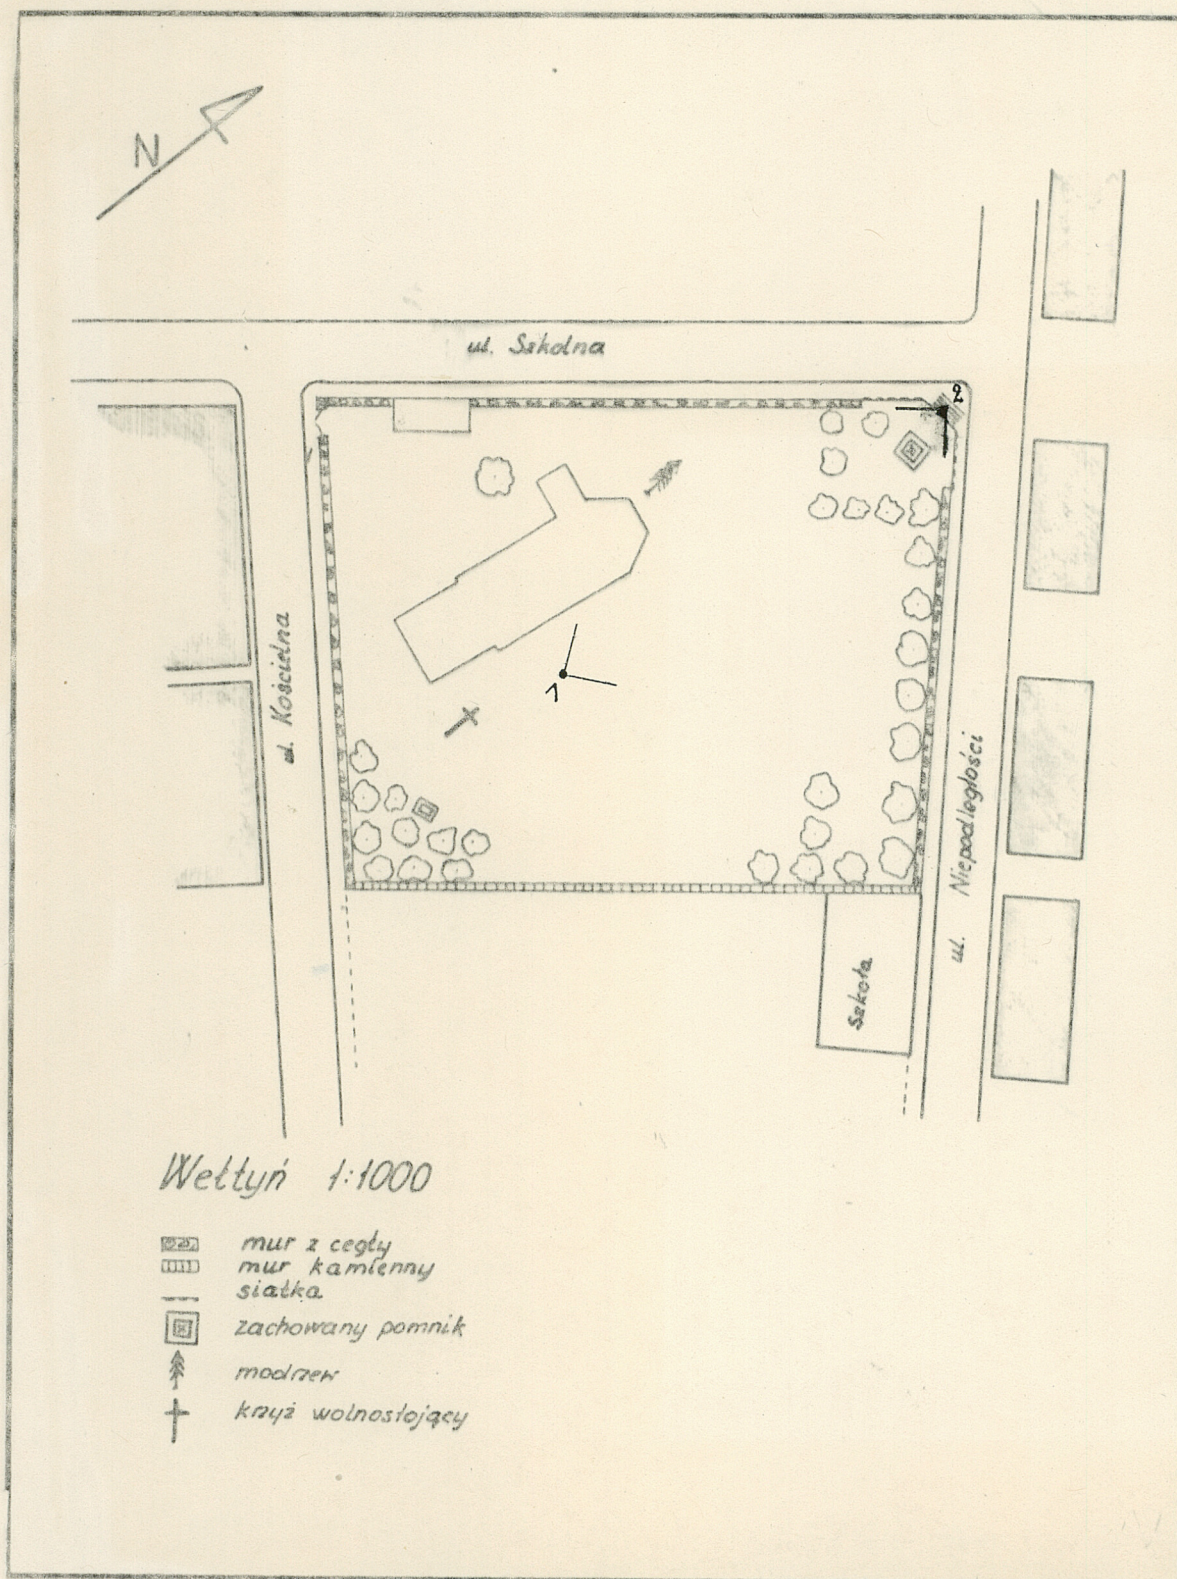 N
ul. Szkolna
2
ul. Kościelna
1
ul. Niepodległości
Szkoła
Wełtyń 1:1000
mur z cegły
mur kamienny
siatka
zachowany pomnik
modrzew
krzyż wolnostojący